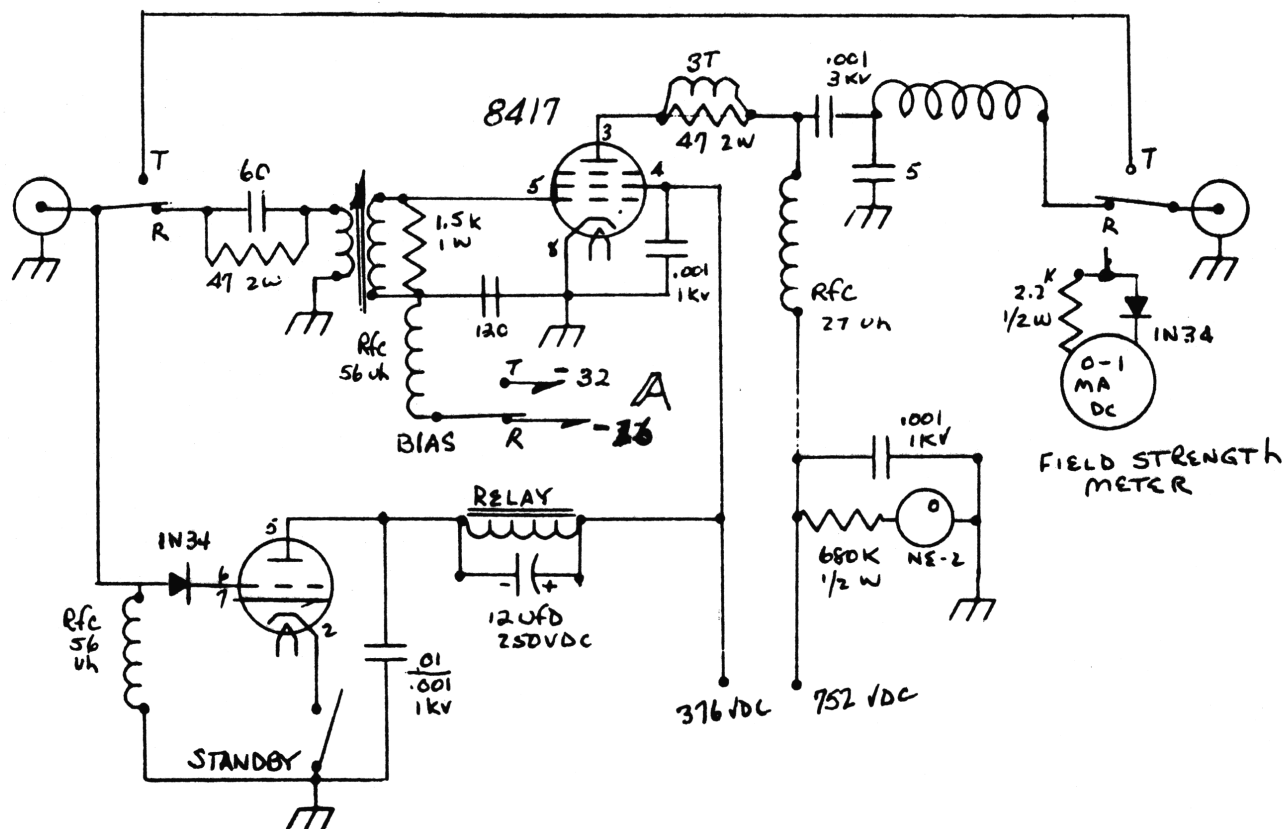 8417
T
60
R
47 2W
1.5K
1W
5
3
4
8
.001
1KV
120
Rfc
56 uh
T
- 32
A
BIAS
R
3T
47 2W
.001
3KV
5
T
R
Rfc
27 uh
2.2K
1/2W
1N34
0-1
MA
DC
FIELD STRENGTH
METER
.001
1KV
680K
1/2 W
NE-2
RELAY
- +
12UFD
250VDC
1N34
5
6
7
2
Rfc
56
uh
.01
.001
1KV
STANDBY
376 VDC
752 VDC